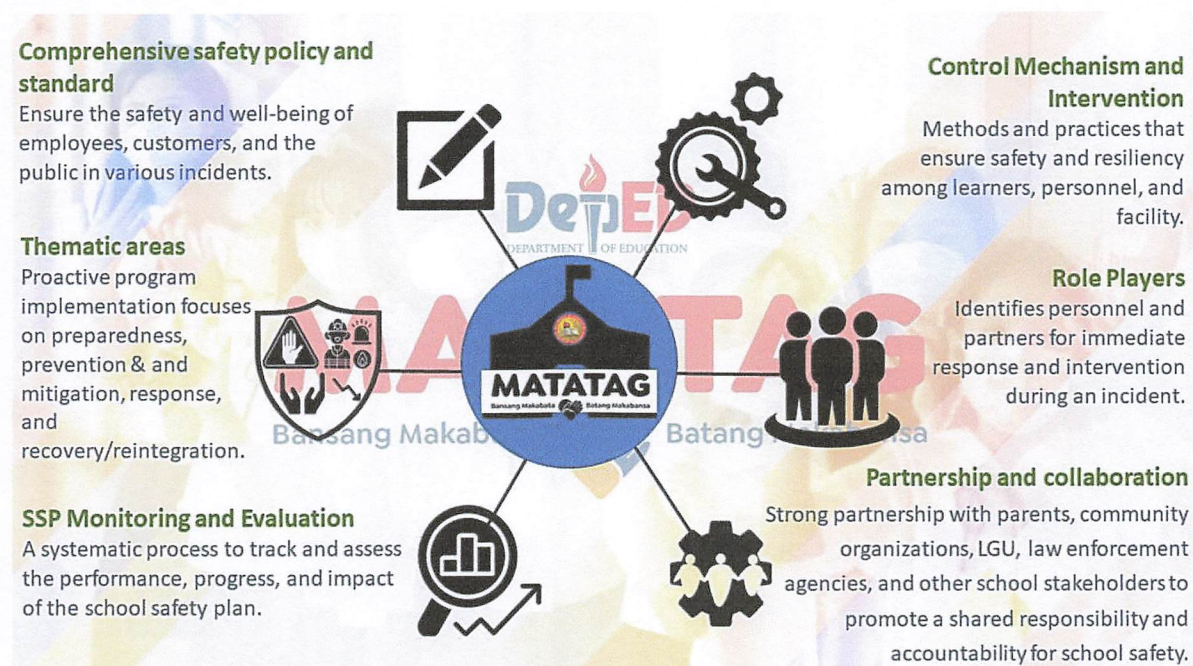 Comprehensive safety policy and
standard
Ensure the safety and well-being of
employees, customers, and the
public in various incidents.
Thematic areas
Proactive program
implementation focuses
on preparedness,
prevention & and
mitigation, response,
and
recovery/reintegration.
SSP Monitoring and Evaluation
A systematic process to track and assess
the performance, progress, and impact
of the school safety plan.
DepED
DEPARTMENT OF EDUCATION
MATATAG
Bansang Makabata Batang Makabansa
MATATAG
Bansang Makabata Batang Makabansa
Control Mechanism and
Intervention
Methods and practices that
ensure safety and resiliency
among learners, personnel, and
facility.
Role Players
Identifies personnel and
partners for immediate
response and intervention
during an incident.
Partnership and collaboration
Strong partnership with parents, community
organizations, LGU, law enforcement
agencies, and other school stakeholders to
promote a shared responsibility and
accountability for school safety.